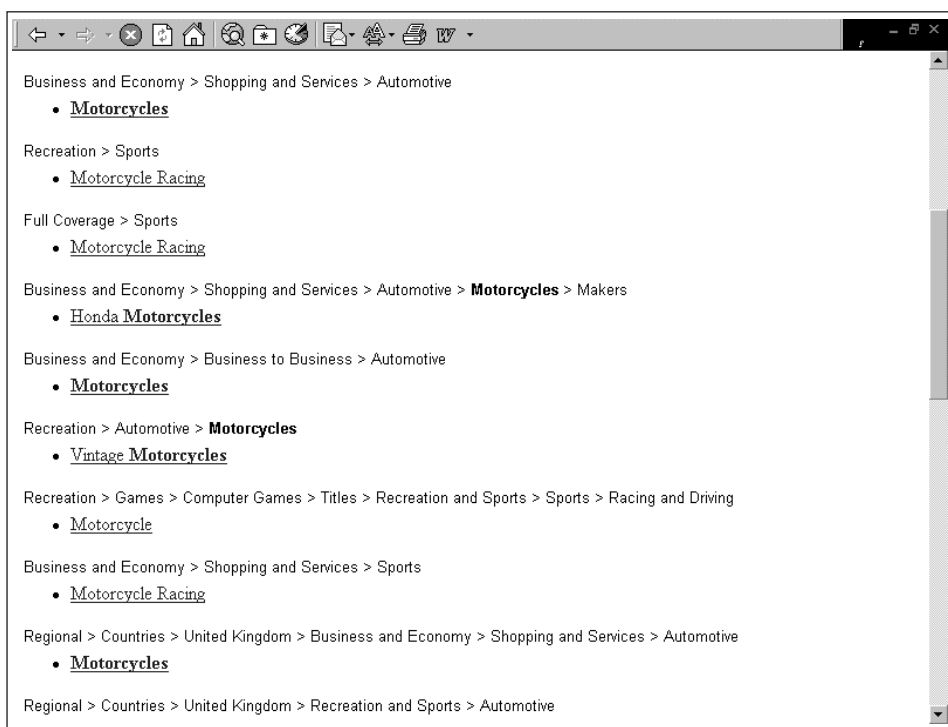 Business and Economy > Shopping and Services > Automotive
• Motorcycles
Recreation > Sports
• Motorcycle Racing
Full Coverage > Sports
• Motorcycle Racing
Business and Economy > Shopping and Services > Automotive > Motorcycles > Makers
• Honda Motorcycles
Business and Economy > Business to Business > Automotive
• Motorcycles
Recreation > Automotive > Motorcycles
• Vintage Motorcycles
Recreation > Games > Computer Games > Titles > Recreation and Sports > Sports > Racing and Driving
• Motorcycle
Business and Economy > Shopping and Services > Sports
• Motorcycle Racing
Regional > Countries > United Kingdom > Business and Economy > Shopping and Services > Automotive
• Motorcycles
Regional > Countries > United Kingdom > Recreation and Sports > Automotive